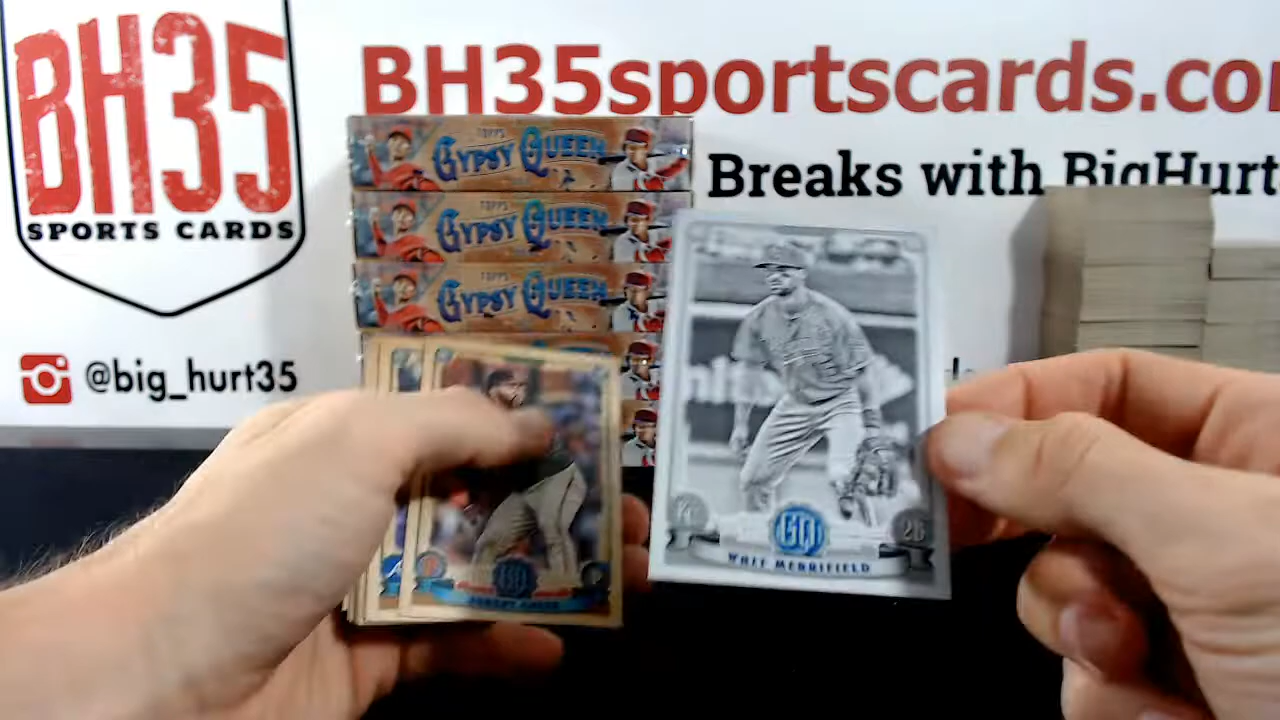 BH35
SPORTS CARDS
BH35sportscards.co
Breaks with BigHurt
@big_hurt35
TOPPS
GYPSY QUEEN
TOPPS
GYPSY QUEEN
TOPPS
GYPSY QUEEN
GQ
26
WHIT MERRIFIELD